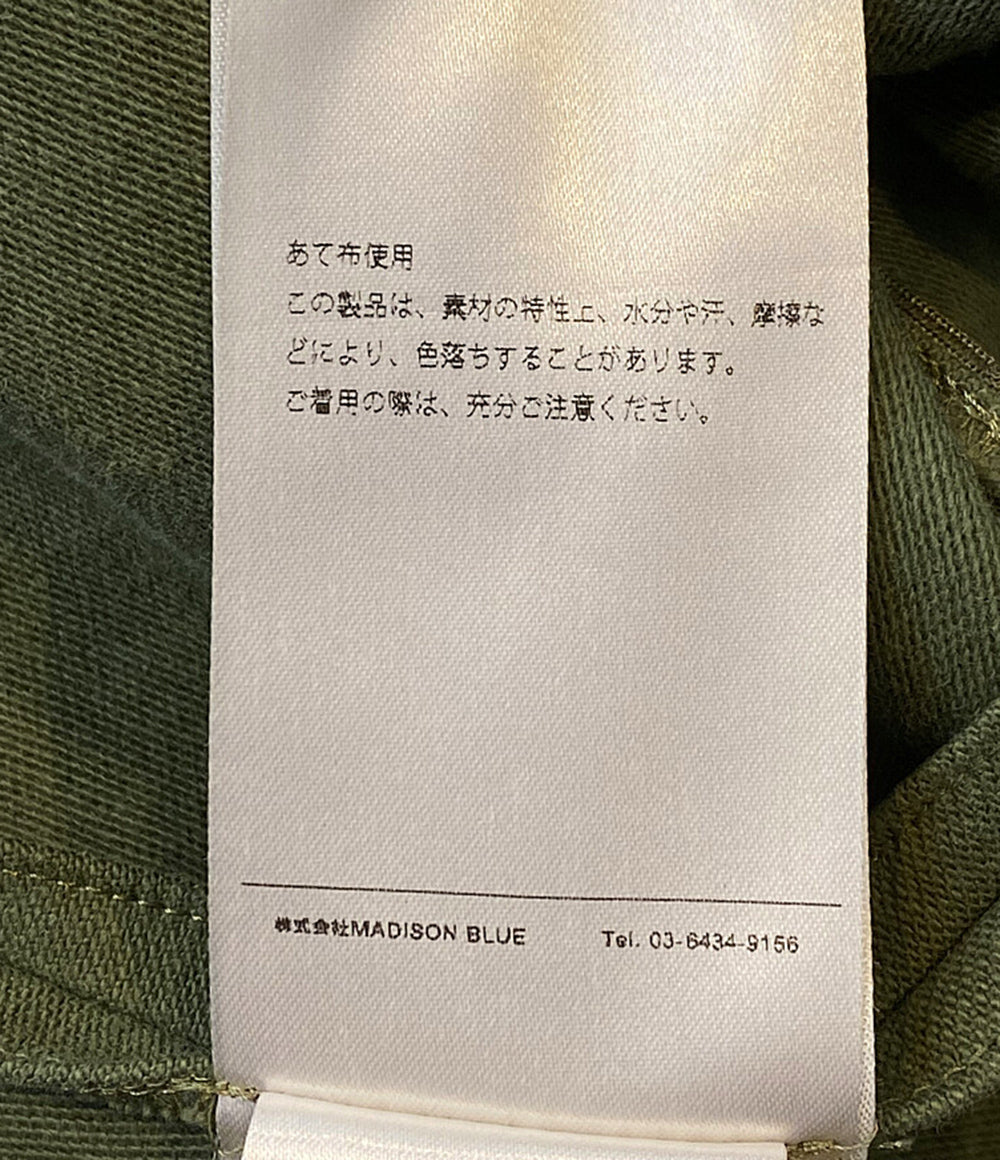 あて布使用
この製品は、素材の特性上、水分や汗、摩擦な
どにより、色落ちすることがあります。
ご着用の際は、充分ご注意ください。
株式会社MADISON BLUE Tel. 03-6434-9156